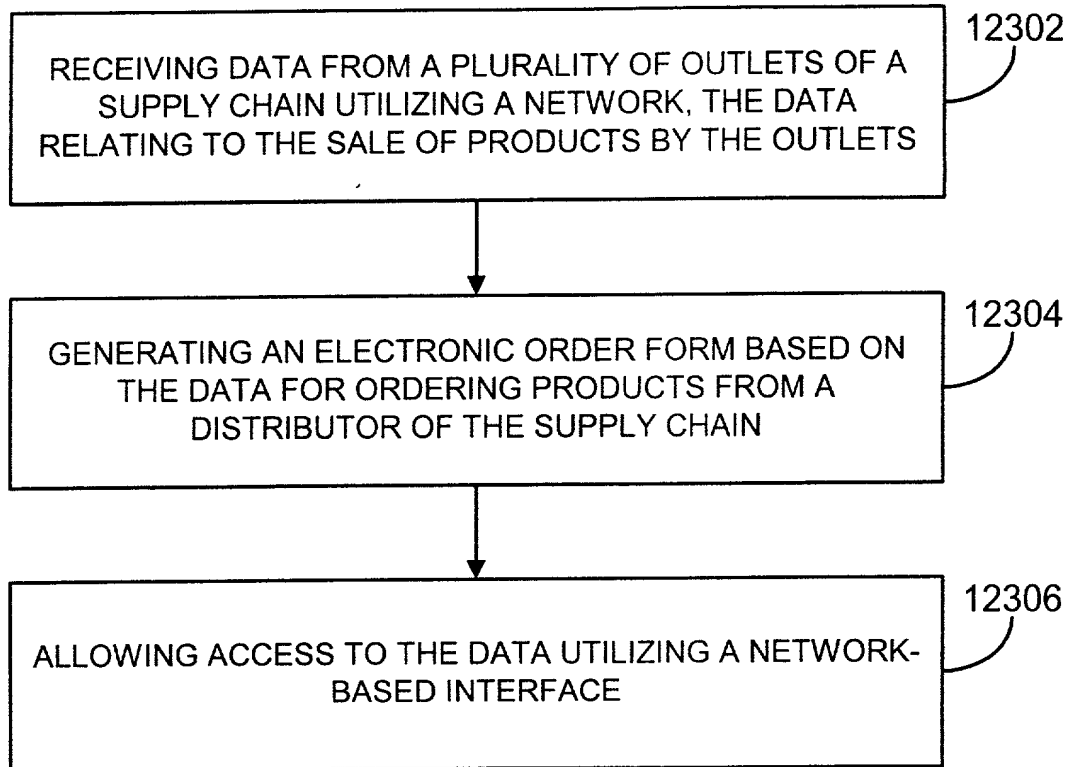 12302
RECEIVING DATA FROM A PLURALITY OF OUTLETS OF A
SUPPLY CHAIN UTILIZING A NETWORK, THE DATA
RELATING TO THE SALE OF PRODUCTS BY THE OUTLETS
12304
GENERATING AN ELECTRONIC ORDER FORM BASED ON
THE DATA FOR ORDERING PRODUCTS FROM A
DISTRIBUTOR OF THE SUPPLY CHAIN
12306
ALLOWING ACCESS TO THE DATA UTILIZING A NETWORK-
BASED INTERFACE